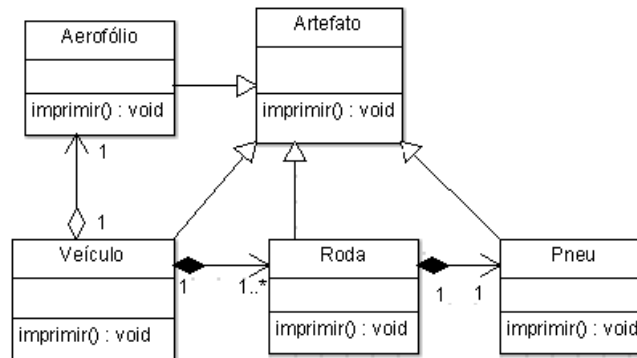 Aerofólio
imprimir() : void
Artefato
imprimir() : void
1
1
Veículo
imprimir() : void
1
1..*
Roda
imprimir() : void
1
1
Pneu
imprimir() : void